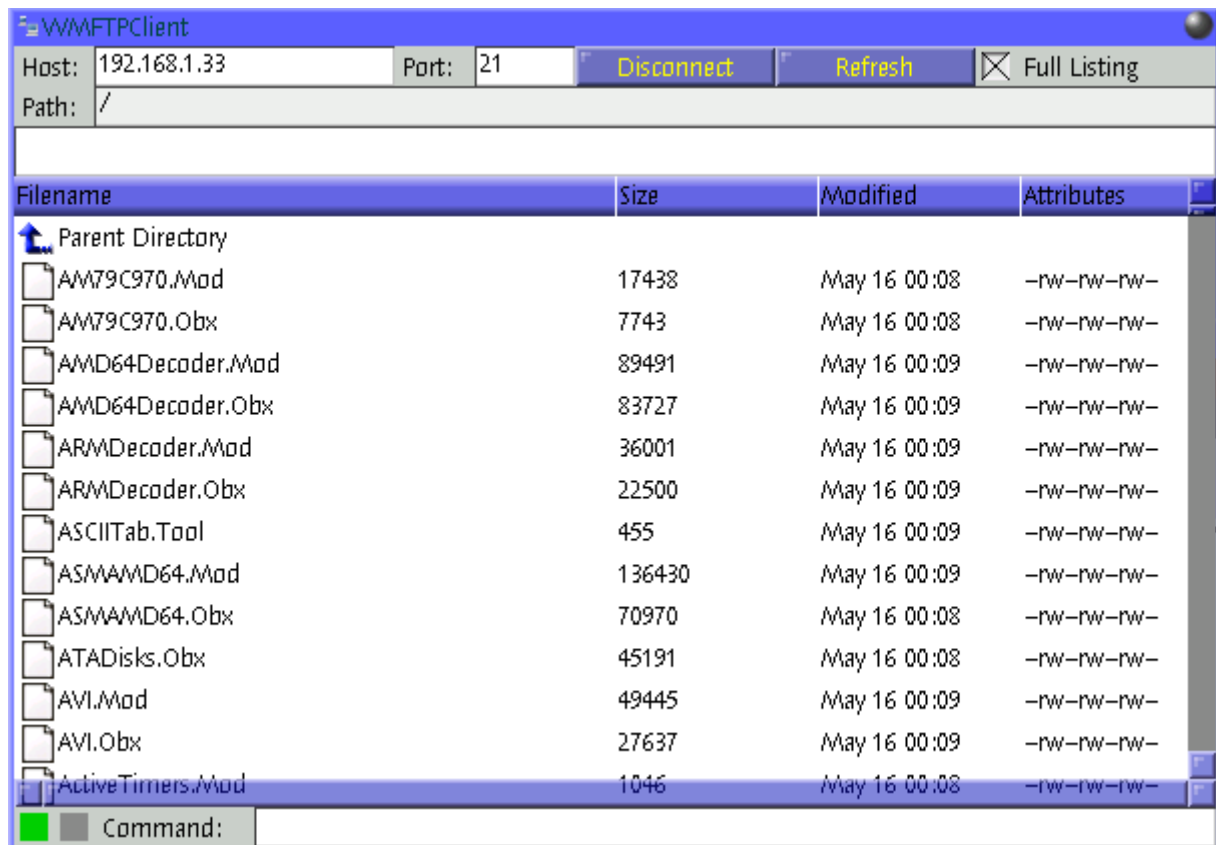 WMFTPClient
Host: 192.168.1.33 Port: 21 Disconnect Refresh Full Listing
Path: /
Filename Size Modified Attributes
Parent Directory
AM79C970.Mod 17438 May 16 00:08 -rw-rw-rw-
AM79C970.Obx 7743 May 16 00:08 -rw-rw-rw-
AMD64Decoder.Mod 89491 May 16 00:09 -rw-rw-rw-
AMD64Decoder.Obx 83727 May 16 00:09 -rw-rw-rw-
ARMDecoder.Mod 36001 May 16 00:09 -rw-rw-rw-
ARMDecoder.Obx 22500 May 16 00:09 -rw-rw-rw-
ASCIITab.Tool 455 May 16 00:09 -rw-rw-rw-
ASMAMD64.Mod 136430 May 16 00:09 -rw-rw-rw-
ASMAMD64.Obx 70970 May 16 00:08 -rw-rw-rw-
ATADisks.Obx 45191 May 16 00:08 -rw-rw-rw-
AVI.Mod 49445 May 16 00:09 -rw-rw-rw-
AVI.Obx 27637 May 16 00:09 -rw-rw-rw-
ActiveTimers.Mod 1046 May 16 00:08 -rw-rw-rw-
Command: